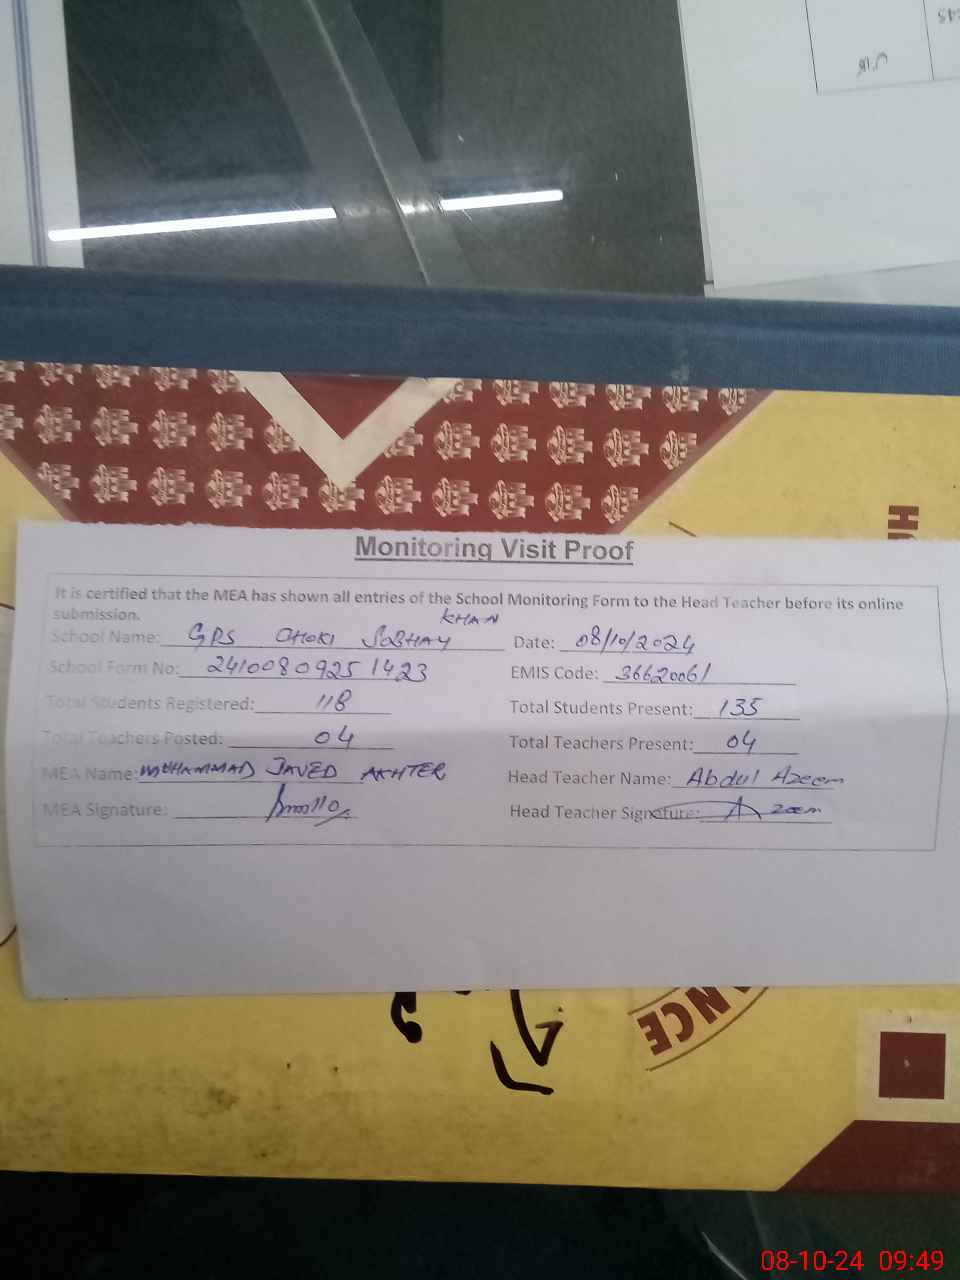 Monitoring Visit Proof
It is certified that the MEA has shown all entries of the School Monitoring Form to the Head Teacher before its online
submission.
KHAN
School Name: GPS CHOKI SOBHAY Date: 08/10/2024
School Form No: 24100809251423 EMIS Code: 36620061
Total Students Registered: 118 Total Students Present: 135
Total Teachers Posted: 04 Total Teachers Present: 04
MEA Name: MUHAMMAD JAVED AKHTER Head Teacher Name: Abdul Azeem
MEA Signature: Head Teacher Signature: Azeem
NCE
08-10-24 09:49